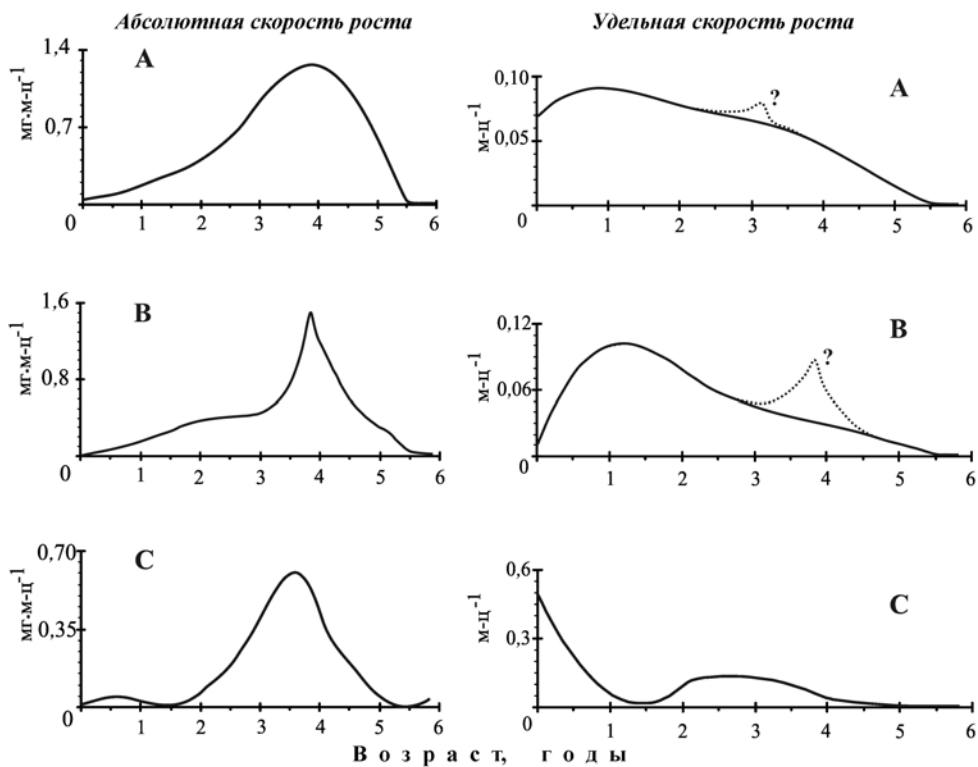 Абсолютная скорость роста
Удельная скорость роста
A
1,4
0,7
0
мг·м-ц⁻¹
1 2 3 4 5 6
A
0,10
0,05
0
м-ц⁻¹
?
1 2 3 4 5 6
B
1,6
0,8
0
мг·м-ц⁻¹
1 2 3 4 5 6
B
0,12
0,06
0
м-ц⁻¹
?
1 2 3 4 5 6
C
0,70
0.35
0
мг·м-ц⁻¹
1 2 3 4 5 6
C
0,6
0,3
0
м-ц⁻¹
1 2 3 4 5 6
Возраст, годы